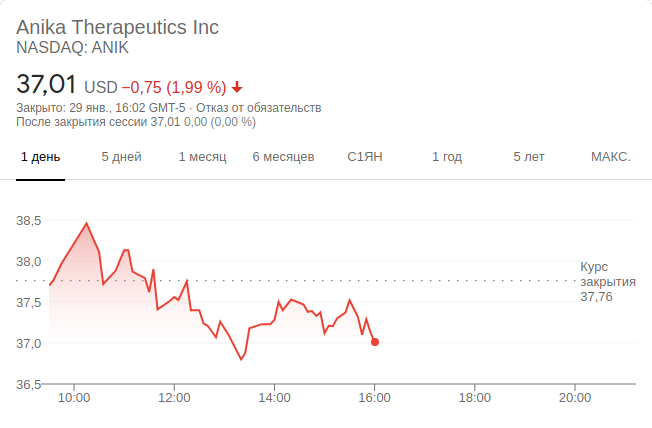 Anika Therapeutics Inc
NASDAQ: ANIK
37,01 USD −0,75 (1,99 %)
Закрыто: 29 янв., 16:02 GMT-5 · Отказ от обязательств
После закрытия сессии 37,01 0,00 (0,00 %)
1 день 5 дней 1 месяц 6 месяцев С1ЯН 1 год 5 лет МАКС.
38,5
38,0
37,5
37,0
36,5
Курс
закрытия
37,76
10:00 12:00 14:00 16:00 18:00 20:00